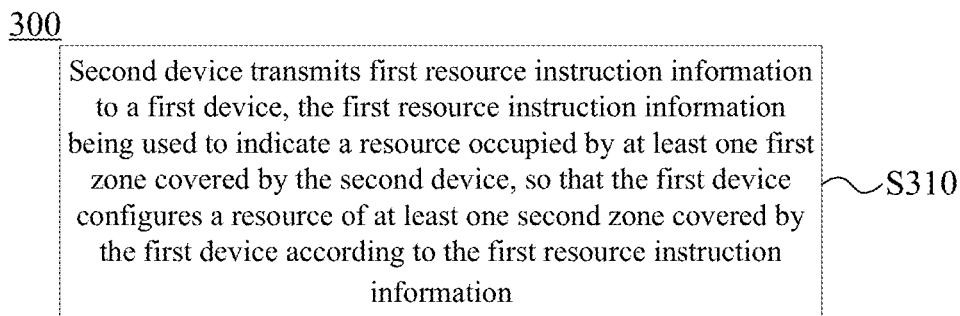 300
Second device transmits first resource instruction information
to a first device, the first resource instruction information
being used to indicate a resource occupied by at least one first
zone covered by the second device, so that the first device
configures a resource of at least one second zone covered by
the first device according to the first resource instruction
information
S310